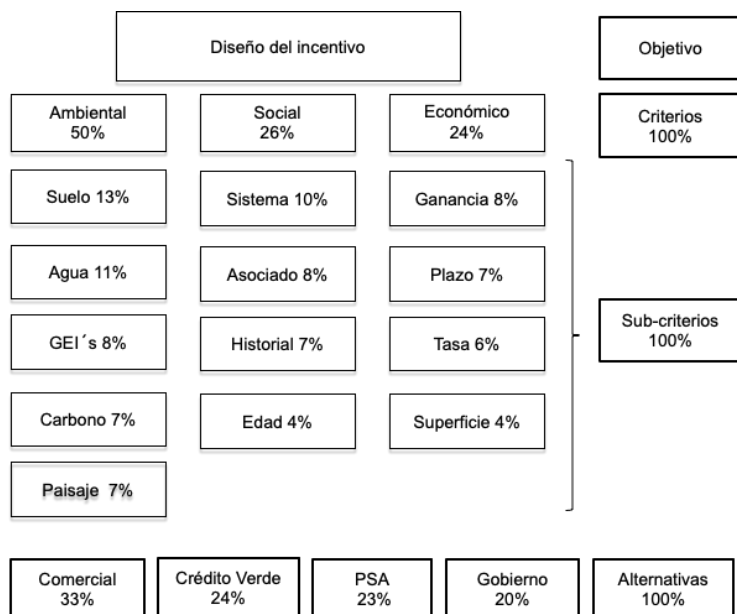 Diseño del incentivo
Objetivo
Ambiental
50%
Social
26%
Económico
24%
Criterios
100%
Suelo 13%
Sistema 10%
Ganancia 8%
Agua 11%
Asociado 8%
Plazo 7%
Sub-criterios
100%
GEI´s 8%
Historial 7%
Tasa 6%
Carbono 7%
Edad 4%
Superficie 4%
Paisaje 7%
Comercial
33%
Crédito Verde
24%
PSA
23%
Gobierno
20%
Alternativas
100%